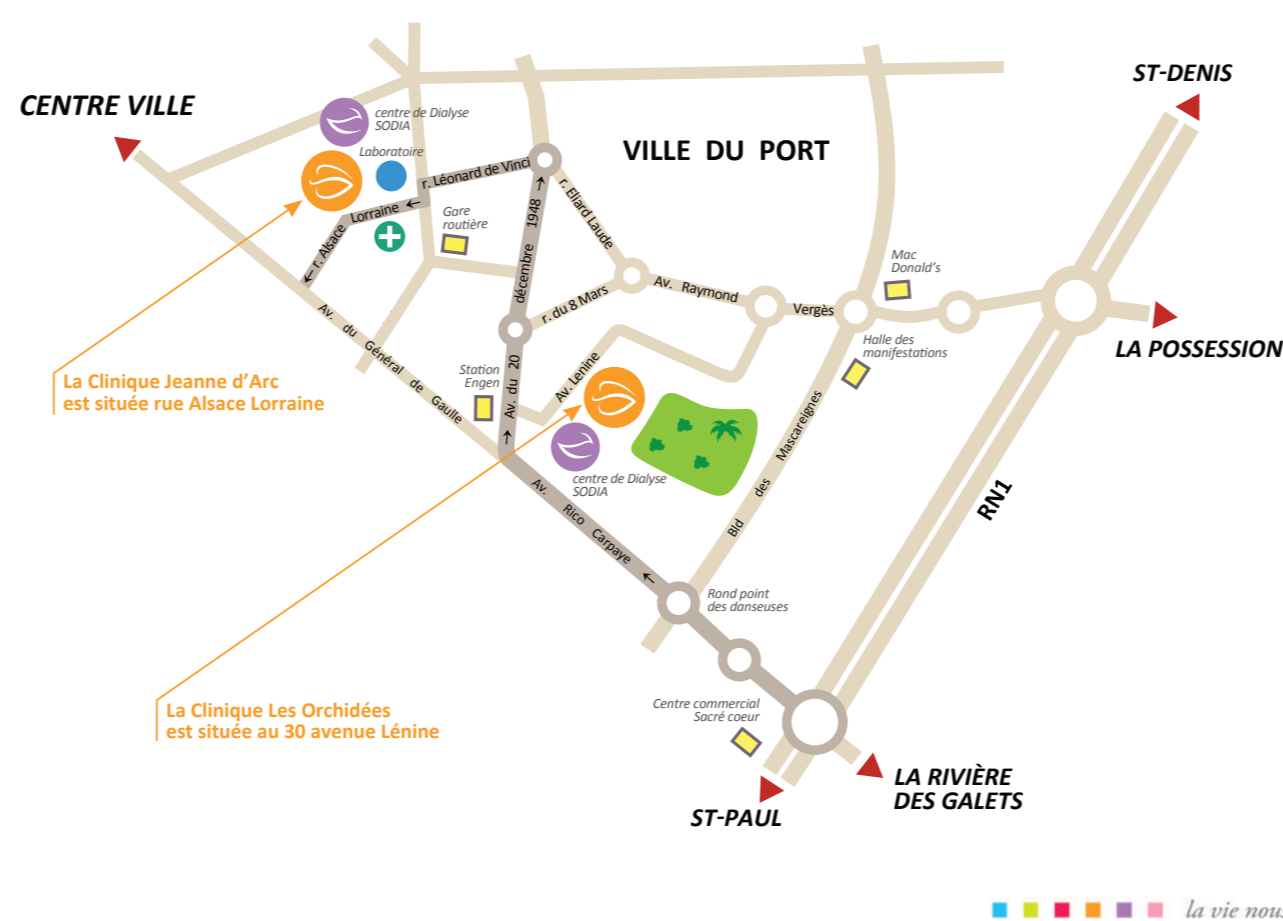 ST-DENIS
CENTRE VILLE
centre de Dialyse
SODIA
VILLE DU PORT
Laboratoire
r. Léonard de Vinci
r. Eliard Laude
r. Alsace Lorraine
Gare
routière
Av. du 20 décembre 1948
Mac
Donald's
Av. Raymond Vergès
r. du 8 Mars
Av. du Général de Gaulle
Halle des
manifestations
LA POSSESSION
Station
Engen
Av. Lenine
La Clinique Jeanne d’Arc
est située rue Alsace Lorraine
centre de Dialyse
SODIA
Bld des Mascareignes
RN1
Av. Rico Carpaye
Rond point
des danseuses
Centre commercial
Sacré coeur
La Clinique Les Orchidées
est située au 30 avenue Lénine
LA RIVIÈRE
DES GALETS
ST-PAUL
la vie nous